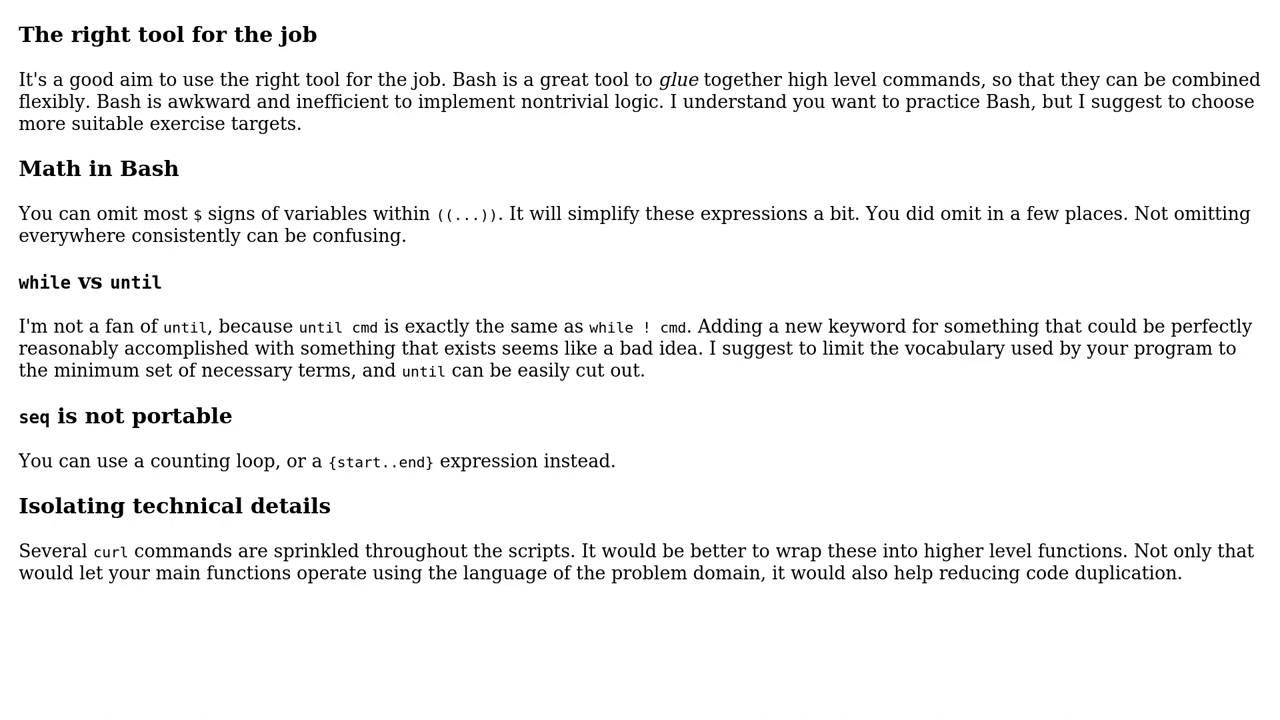 The right tool for the job
It's a good aim to use the right tool for the job. Bash is a great tool to glue together high level commands, so that they can be combined
flexibly. Bash is awkward and inefficient to implement nontrivial logic. I understand you want to practice Bash, but I suggest to choose
more suitable exercise targets.
Math in Bash
You can omit most $ signs of variables within ((...)). It will simplify these expressions a bit. You did omit in a few places. Not omitting
everywhere consistently can be confusing.
while vs until
I'm not a fan of until, because until cmd is exactly the same as while ! cmd. Adding a new keyword for something that could be perfectly
reasonably accomplished with something that exists seems like a bad idea. I suggest to limit the vocabulary used by your program to
the minimum set of necessary terms, and until can be easily cut out.
seq is not portable
You can use a counting loop, or a {start..end} expression instead.
Isolating technical details
Several curl commands are sprinkled throughout the scripts. It would be better to wrap these into higher level functions. Not only that
would let your main functions operate using the language of the problem domain, it would also help reducing code duplication.